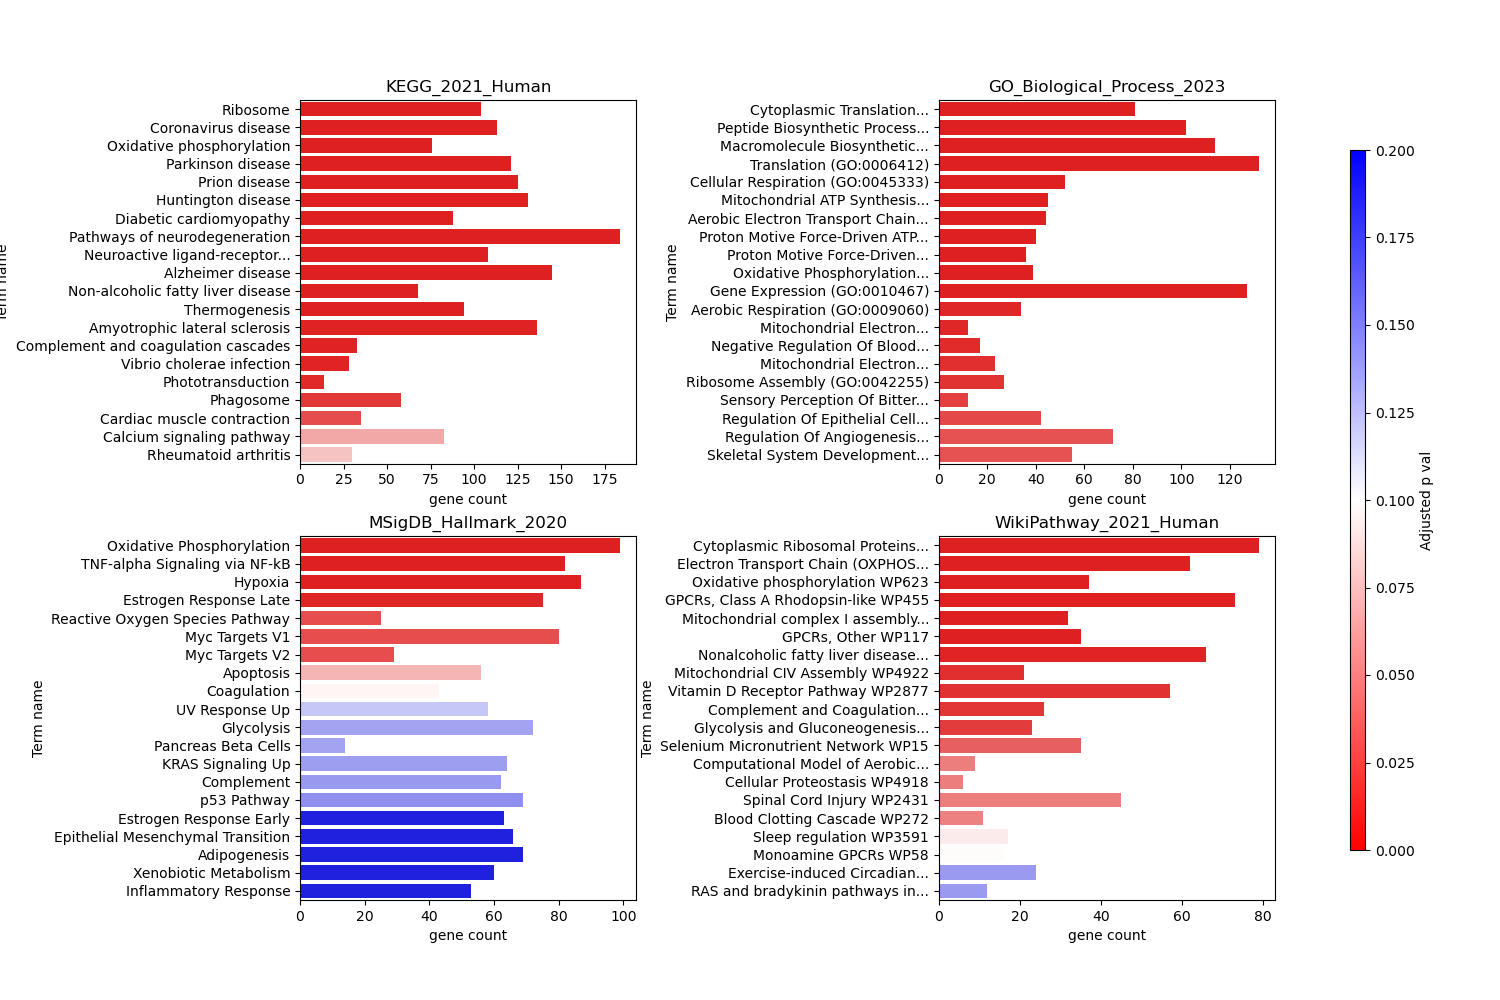 KEGG_2021_Human
Ribosome
Coronavirus disease
Oxidative phosphorylation
Parkinson disease
Prion disease
Huntington disease
Diabetic cardiomyopathy
Pathways of neurodegeneration
Neuroactive ligand-receptor...
Alzheimer disease
Non-alcoholic fatty liver disease
Thermogenesis
Amyotrophic lateral sclerosis
Complement and coagulation cascades
Vibrio cholerae infection
Phototransduction
Phagosome
Cardiac muscle contraction
Calcium signaling pathway
Rheumatoid arthritis
Term name
0 25 50 75 100 125 150 175
gene count
GO_Biological_Process_2023
Cytoplasmic Translation...
Peptide Biosynthetic Process...
Macromolecule Biosynthetic...
Translation (GO:0006412)
Cellular Respiration (GO:0045333)
Mitochondrial ATP Synthesis...
Aerobic Electron Transport Chain...
Proton Motive Force-Driven ATP...
Proton Motive Force-Driven...
Oxidative Phosphorylation...
Gene Expression (GO:0010467)
Aerobic Respiration (GO:0009060)
Mitochondrial Electron...
Negative Regulation Of Blood...
Mitochondrial Electron...
Ribosome Assembly (GO:0042255)
Sensory Perception Of Bitter...
Regulation Of Epithelial Cell...
Regulation Of Angiogenesis...
Skeletal System Development...
Term name
0 20 40 60 80 100 120
gene count
MSigDB_Hallmark_2020
Oxidative Phosphorylation
TNF-alpha Signaling via NF-kB
Hypoxia
Estrogen Response Late
Reactive Oxygen Species Pathway
Myc Targets V1
Myc Targets V2
Apoptosis
Coagulation
UV Response Up
Glycolysis
Pancreas Beta Cells
KRAS Signaling Up
Complement
p53 Pathway
Estrogen Response Early
Epithelial Mesenchymal Transition
Adipogenesis
Xenobiotic Metabolism
Inflammatory Response
Term name
0 20 40 60 80 100
gene count
WikiPathway_2021_Human
Cytoplasmic Ribosomal Proteins...
Electron Transport Chain (OXPHOS...
Oxidative phosphorylation WP623
GPCRs, Class A Rhodopsin-like WP455
Mitochondrial complex I assembly...
GPCRs, Other WP117
Nonalcoholic fatty liver disease...
Mitochondrial CIV Assembly WP4922
Vitamin D Receptor Pathway WP2877
Complement and Coagulation...
Glycolysis and Gluconeogenesis...
Selenium Micronutrient Network WP15
Computational Model of Aerobic...
Cellular Proteostasis WP4918
Spinal Cord Injury WP2431
Blood Clotting Cascade WP272
Sleep regulation WP3591
Monoamine GPCRs WP58
Exercise-induced Circadian...
RAS and bradykinin pathways in...
Term name
0 20 40 60 80
gene count
0.200
0.175
0.150
0.125
0.100
0.075
0.050
0.025
0.000
Adjusted p val